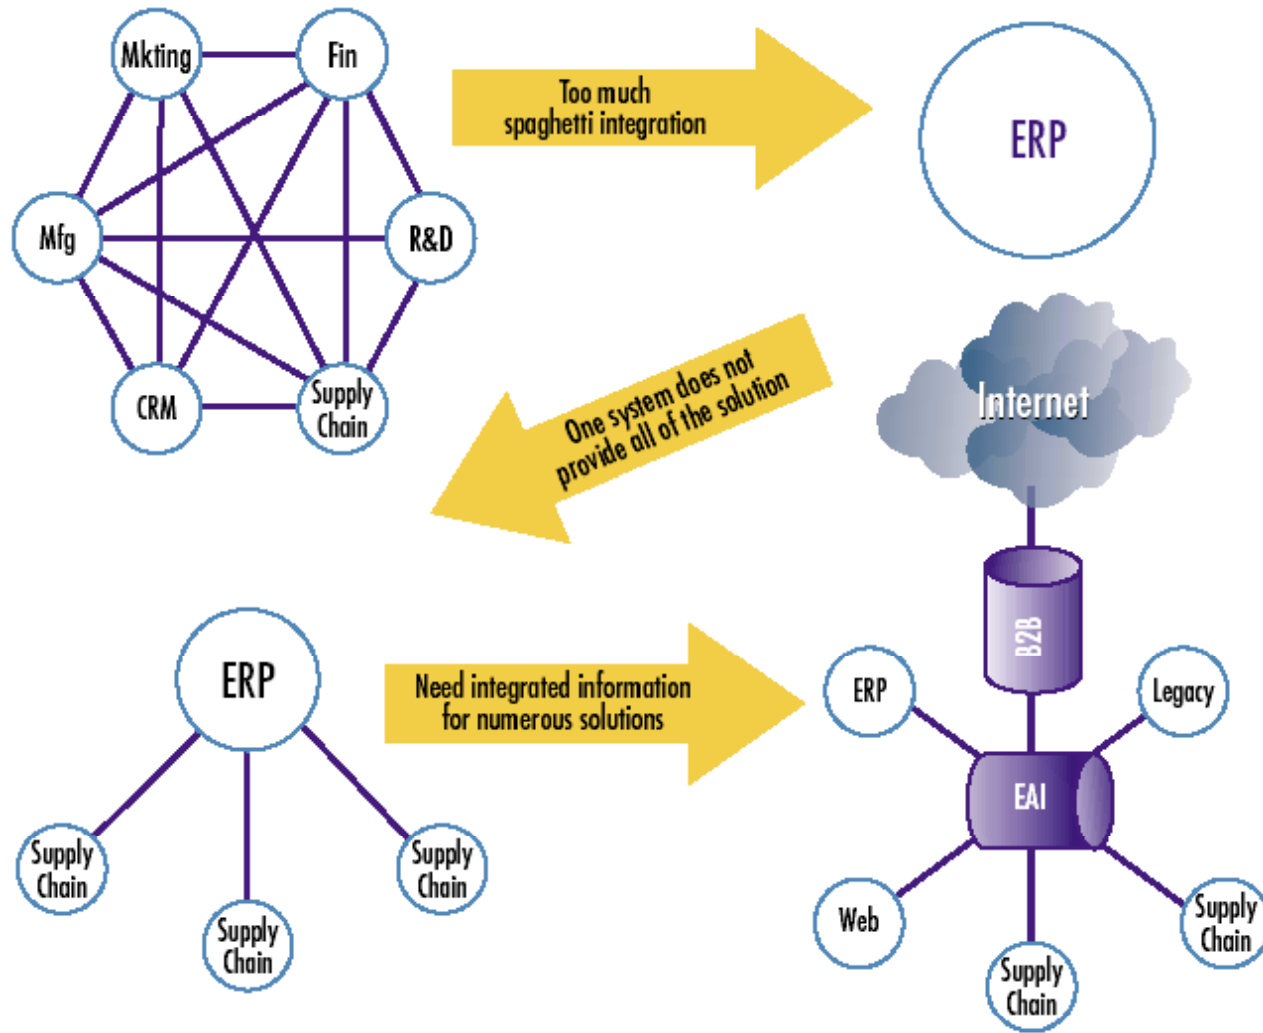 Mkting
Fin
Mfg
R&D
CRM
Supply
Chain
Too much
spaghetti integration
ERP
One system does not
provide all of the solution
Internet
ERP
Supply
Chain
Supply
Chain
Supply
Chain
Need integrated information
for numerous solutions
B2B
ERP
Legacy
EAI
Web
Supply
Chain
Supply
Chain